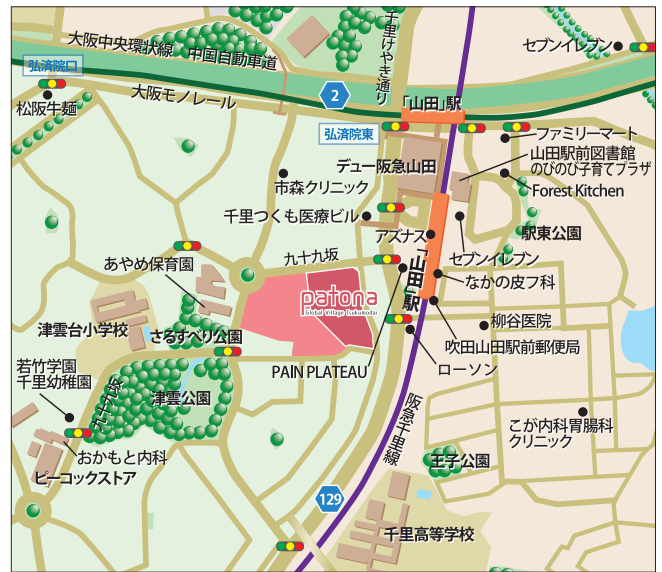 大阪中央環状線
中国自動車道
千里けやき通り
セブンイレブン
弘済院口
松阪牛麺
大阪モノレール
2
「山田」駅
弘済院東
ファミリーマート
デュー阪急山田
山田駅前図書館
のびのび子育てプラザ
市森クリニック
Forest Kitchen
千里つくも医療ビル
アズナス
駅東公園
九十九坂
セブンイレブン
あやめ保育園
「山田」駅
なかの皮フ科
patona
Global Village Tsukumodai
津雲台小学校
さるすべり公園
柳谷医院
吹田山田駅前郵便局
ローソン
PAIN PLATEAU
若竹学園
千里幼稚園
津雲公園
九十九坂
阪急千里線
こが内科胃腸科
クリニック
おかもと内科
ピーコックストア
王子公園
129
千里高等学校